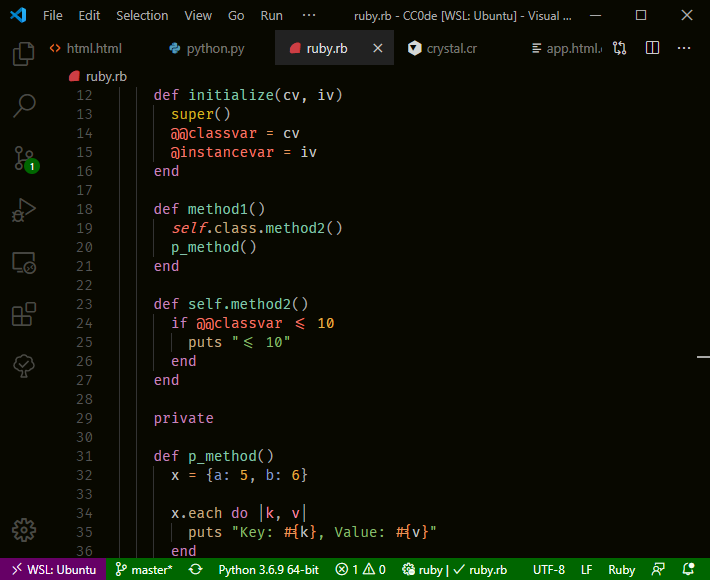 File Edit Selection View Go Run ··· ruby.rb - CC0de [WSL: Ubuntu] - Visual ...
html.html python.py ruby.rb crystal.cr app.html.
ruby.rb
12 def initialize(cv, iv)
13 super()
14 @@classvar = cv
15 @instancevar = iv
16 end
17
18 def method1()
19 self.class.method2()
20 p_method()
21 end
22
23 def self.method2()
24 if @@classvar <= 10
25 puts "<= 10"
26 end
27 end
28
29 private
30
31 def p_method()
32 x = {a: 5, b: 6}
33
34 x.each do |k, v|
35 puts "Key: #{k}, Value: #{v}"
36 end
1
WSL: Ubuntu master* Python 3.6.9 64-bit 1 0 ruby | ✓ ruby.rb UTF-8 LF Ruby